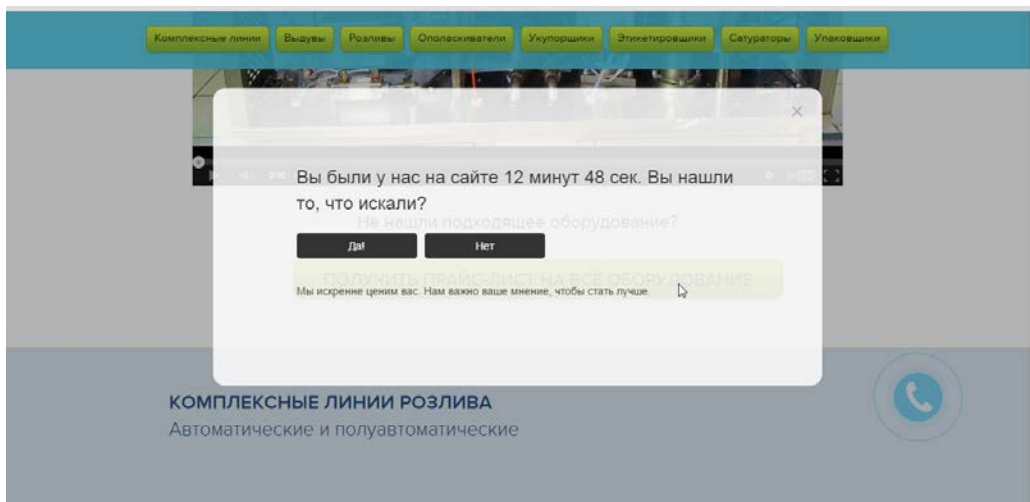 Комплексные линии
Выдувы
Розливы
Ополаскиватели
Укупорщики
Этикетировщики
Сатураторы
Упаковщики
Вы были у нас на сайте 12 минут 48 сек. Вы нашли
то, что искали?
Не нашли подходящее оборудование?
Да!
Нет
ПОЛУЧИТЬ ПРАЙС-ЛИСТ НА ВСЕ ОБОРУДОВАНИЕ
Мы искренне ценим вас. Нам важно ваше мнение, чтобы стать лучше.
КОМПЛЕКСНЫЕ ЛИНИИ РОЗЛИВА
Автоматические и полуавтоматические